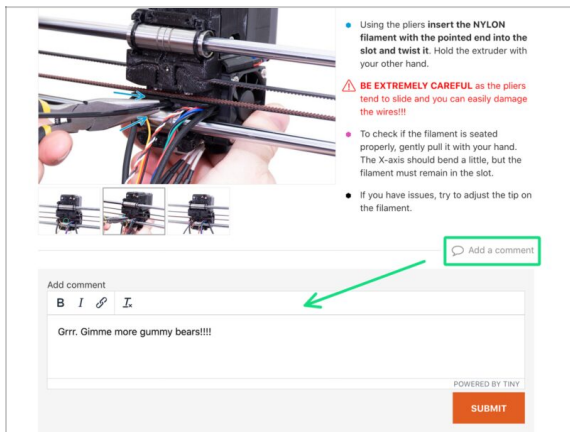 Using the pliers insert the NYLON
filament with the pointed end into the
slot and twist it. Hold the extruder with
your other hand.
BE EXTREMELY CAREFUL as the pliers
tend to slide and you can easily damage
the wires!!!
To check if the filament is seated
properly, gently pull it with your hand.
The X-axis should bend a little, but the
filament must remain in the slot.
If you have issues, try to adjust the tip on
the filament.
Add a comment
Add comment
B I Tx
Grrr. Gimme more gummy bears!!!!
POWERED BY TINY
SUBMIT